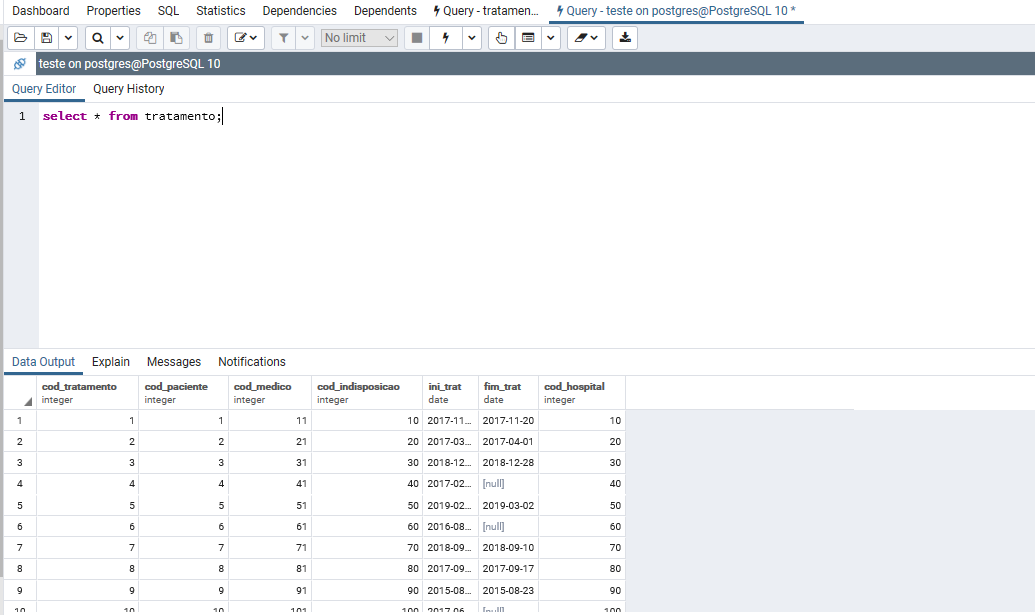 Dashboard Properties SQL Statistics Dependencies Dependents Query - tratamen... Query - teste on postgres@PostgreSQL 10 *
No limit
teste on postgres@PostgreSQL 10
Query Editor Query History
1 select * from tratamento;
Data Output Explain Messages Notifications
cod_tratamento cod_paciente cod_medico cod_indisposicao ini_trat fim_trat cod_hospital
integer integer integer integer date date integer
1 1 1 11 10 2017-11... 2017-11-20 10
2 2 2 21 20 2017-03... 2017-04-01 20
3 3 3 31 30 2018-12... 2018-12-28 30
4 4 4 41 40 2017-02... [null] 40
5 5 5 51 50 2019-02... 2019-03-02 50
6 6 6 61 60 2016-08... [null] 60
7 7 7 71 70 2018-09... 2018-09-10 70
8 8 8 81 80 2017-09... 2017-09-17 80
9 9 9 91 90 2015-08... 2015-08-23 90
10 10 10 101 100 2017-06... [null] 100